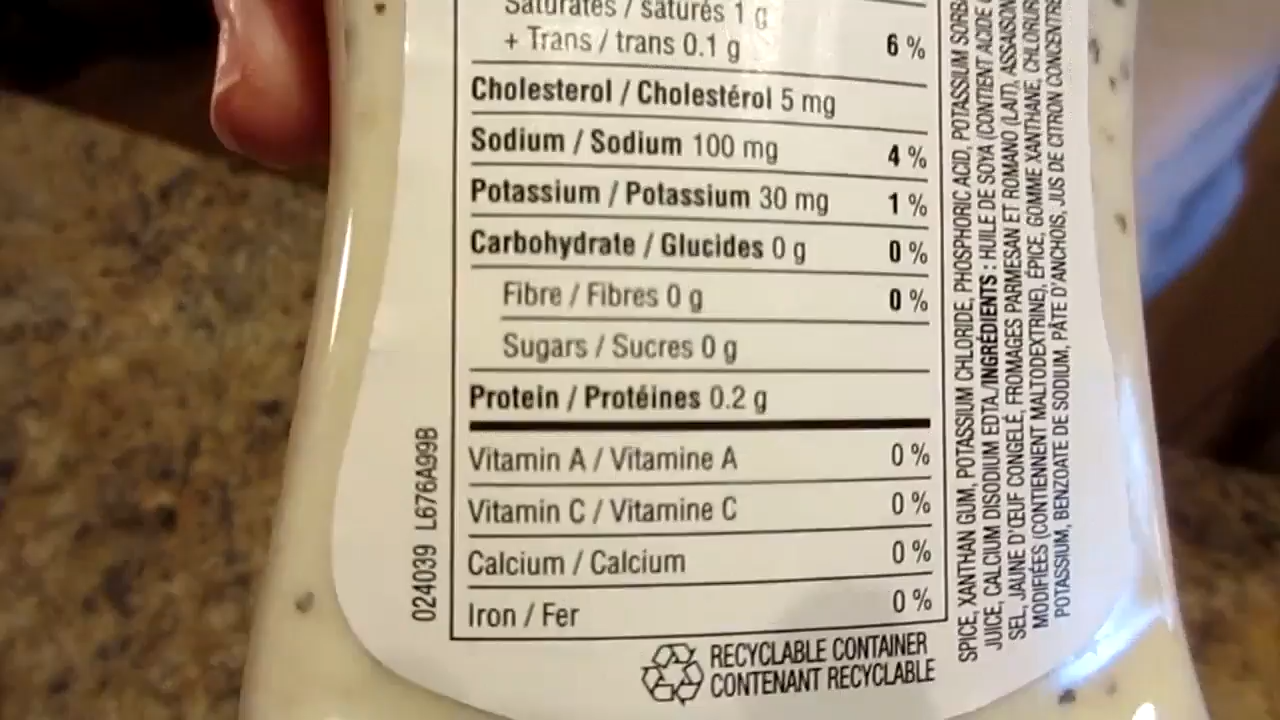 Saturates / saturés 1 g
+ Trans / trans 0.1 g 6 %
Cholesterol / Cholestérol 5 mg
Sodium / Sodium 100 mg 4 %
Potassium / Potassium 30 mg 1 %
Carbohydrate / Glucides 0 g 0 %
Fibre / Fibres 0 g 0 %
Sugars / Sucres 0 g
Protein / Protéines 0.2 g
Vitamin A / Vitamine A 0 %
Vitamin C / Vitamine C 0 %
Calcium / Calcium 0 %
Iron / Fer 0 %
RECYCLABLE CONTAINER
CONTENANT RECYCLABLE
024039 L676A99B
SPICE, XANTHAN GUM, POTASSIUM CHLORIDE, PHOSPHORIC ACID, POTASSIUM
JUICE, CALCIUM DISODIUM EDTA./INGRÉDIENTS : HUILE DE SOYA (CONTIENT ACIDE
SEL, JAUNE D'ŒUF CONGELÉ, FROMAGES PARMESAN ET ROMANO (LAIT),
MODIFIÉES (CONTIENNENT MALTODEXTRINE), ÉPICE, GOMME XANTHANE,
POTASSIUM, BENZOATE DE SODIUM, PÂTE D'ANCHOIS, JUS DE CITRON